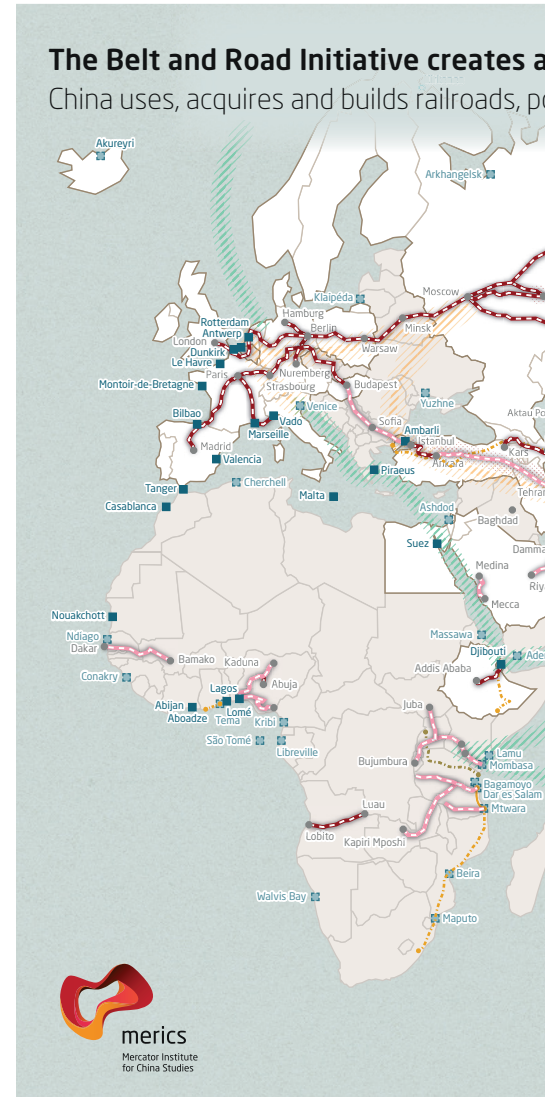 The Belt and Road Initiative creates a
China uses, acquires and builds railroads, po
Akureyri
Arkhangelsk
Moscow
Klaipėda
Hamburg
Rotterdam
Berlin
Antwerp
Minsk
London
Dunkirk
Warsaw
Le Havre
Paris
Nuremberg
Montoir-de-Bretagne
Strasbourg
Budapest
Yuzhne
Venice
Bilbao
Aktau Po
Vado
Sofia
Ambarli
Marseille
Istanbul
Madrid
Kars
Valencia
Ankara
Piraeus
Cherchell
Tehran
Tanger
Malta
Casablanca
Ashdod
Baghdad
Suez
Damma
Medina
Riy
Mecca
Nouakchott
Massawa
Ndiago
Dakar
Djibouti
Ade
Bamako
Kaduna
Addis Ababa
Conakry
Abuja
Lagos
Abijan
Lomé
Juba
Aboadze
Tema
Kribi
São Tomé
Libreville
Lamu
Bujumbura
Mombasa
Bagamoyo
Dar es Salam
Luau
Mtwara
Lobito
Kapiri Mposhi
Beira
Walvis Bay
Maputo
merics
Mercator Institute
for China Studies